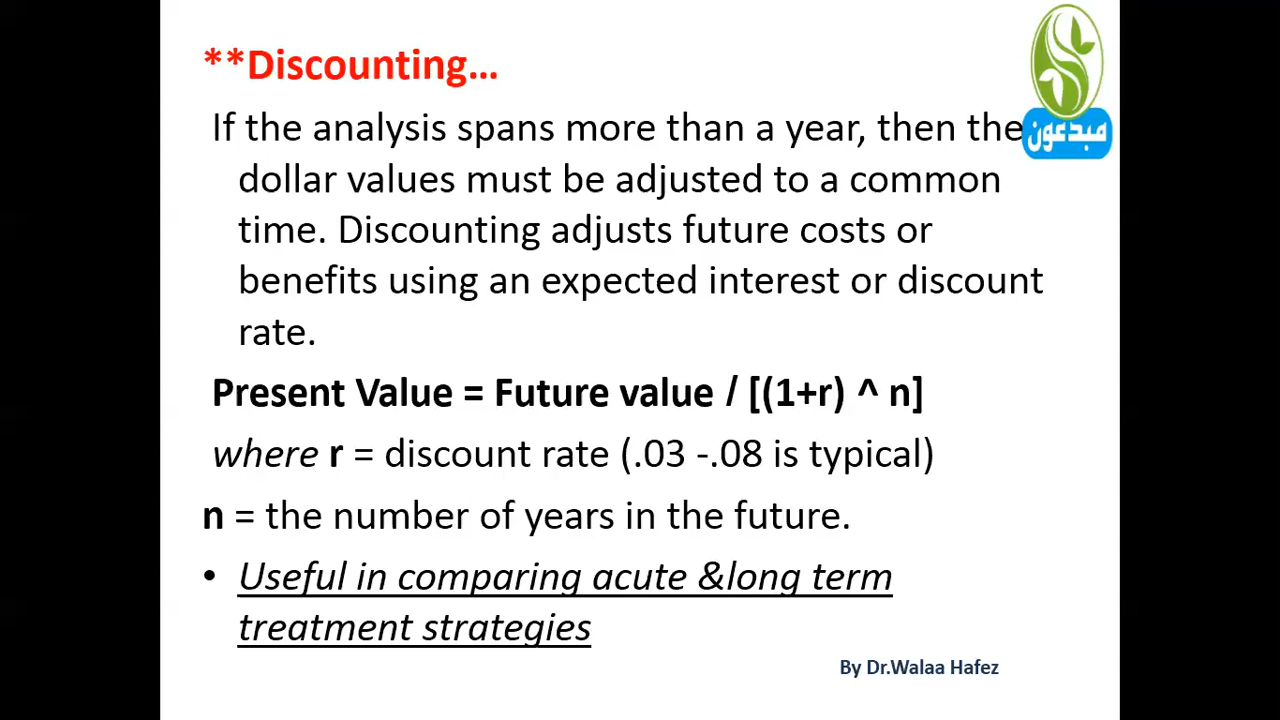 **Discounting...
If the analysis spans more than a year, then the
dollar values must be adjusted to a common
time. Discounting adjusts future costs or
benefits using an expected interest or discount
rate.
Present Value = Future value / [(1+r) ^ n]
where r = discount rate (.03 -.08 is typical)
n = the number of years in the future.
• Useful in comparing acute &long term
treatment strategies
By Dr.Walaa Hafez
مبدعون